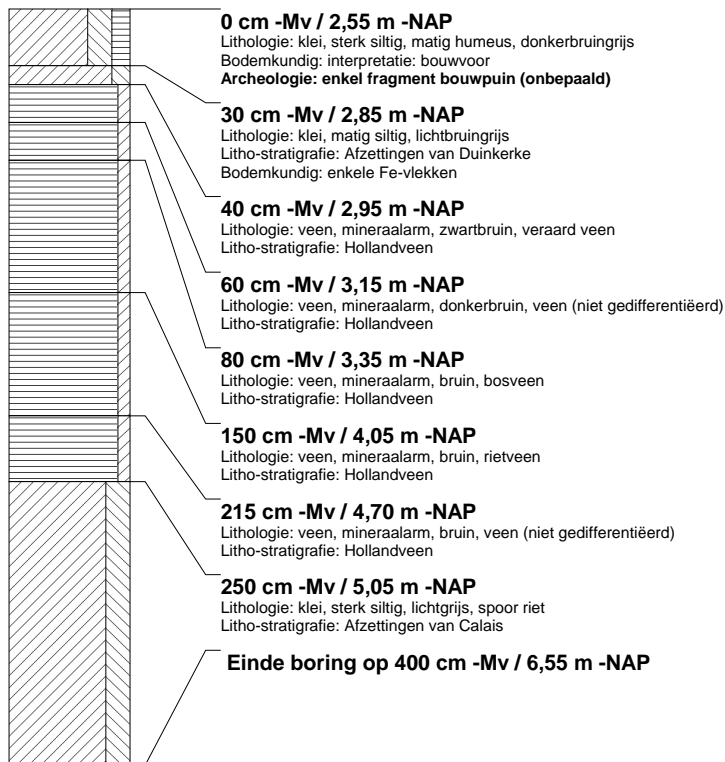 0 cm -Mv / 2,55 m -NAP
Lithologie: klei, sterk siltig, matig humeus, donkerbruingrijs
Bodemkundig: interpretatie: bouwvoor
Archeologie: enkel fragment bouwpuin (onbepaald)
30 cm -Mv / 2,85 m -NAP
Lithologie: klei, matig siltig, lichtbruingrijs
Litho-stratigrafie: Afzettingen van Duinkerke
Bodemkundig: enkele Fe-vlekken
40 cm -Mv / 2,95 m -NAP
Lithologie: veen, mineraalarm, zwartbruin, veraard veen
Litho-stratigrafie: Hollandveen
60 cm -Mv / 3,15 m -NAP
Lithologie: veen, mineraalarm, donkerbruin, veen (niet gedifferentiëerd)
Litho-stratigrafie: Hollandveen
80 cm -Mv / 3,35 m -NAP
Lithologie: veen, mineraalarm, bruin, bosveen
Litho-stratigrafie: Hollandveen
150 cm -Mv / 4,05 m -NAP
Lithologie: veen, mineraalarm, bruin, rietveen
Litho-stratigrafie: Hollandveen
215 cm -Mv / 4,70 m -NAP
Lithologie: veen, mineraalarm, bruin, veen (niet gedifferentiëerd)
Litho-stratigrafie: Hollandveen
250 cm -Mv / 5,05 m -NAP
Lithologie: klei, sterk siltig, lichtgrijs, spoor riet
Litho-stratigrafie: Afzettingen van Calais
Einde boring op 400 cm -Mv / 6,55 m -NAP